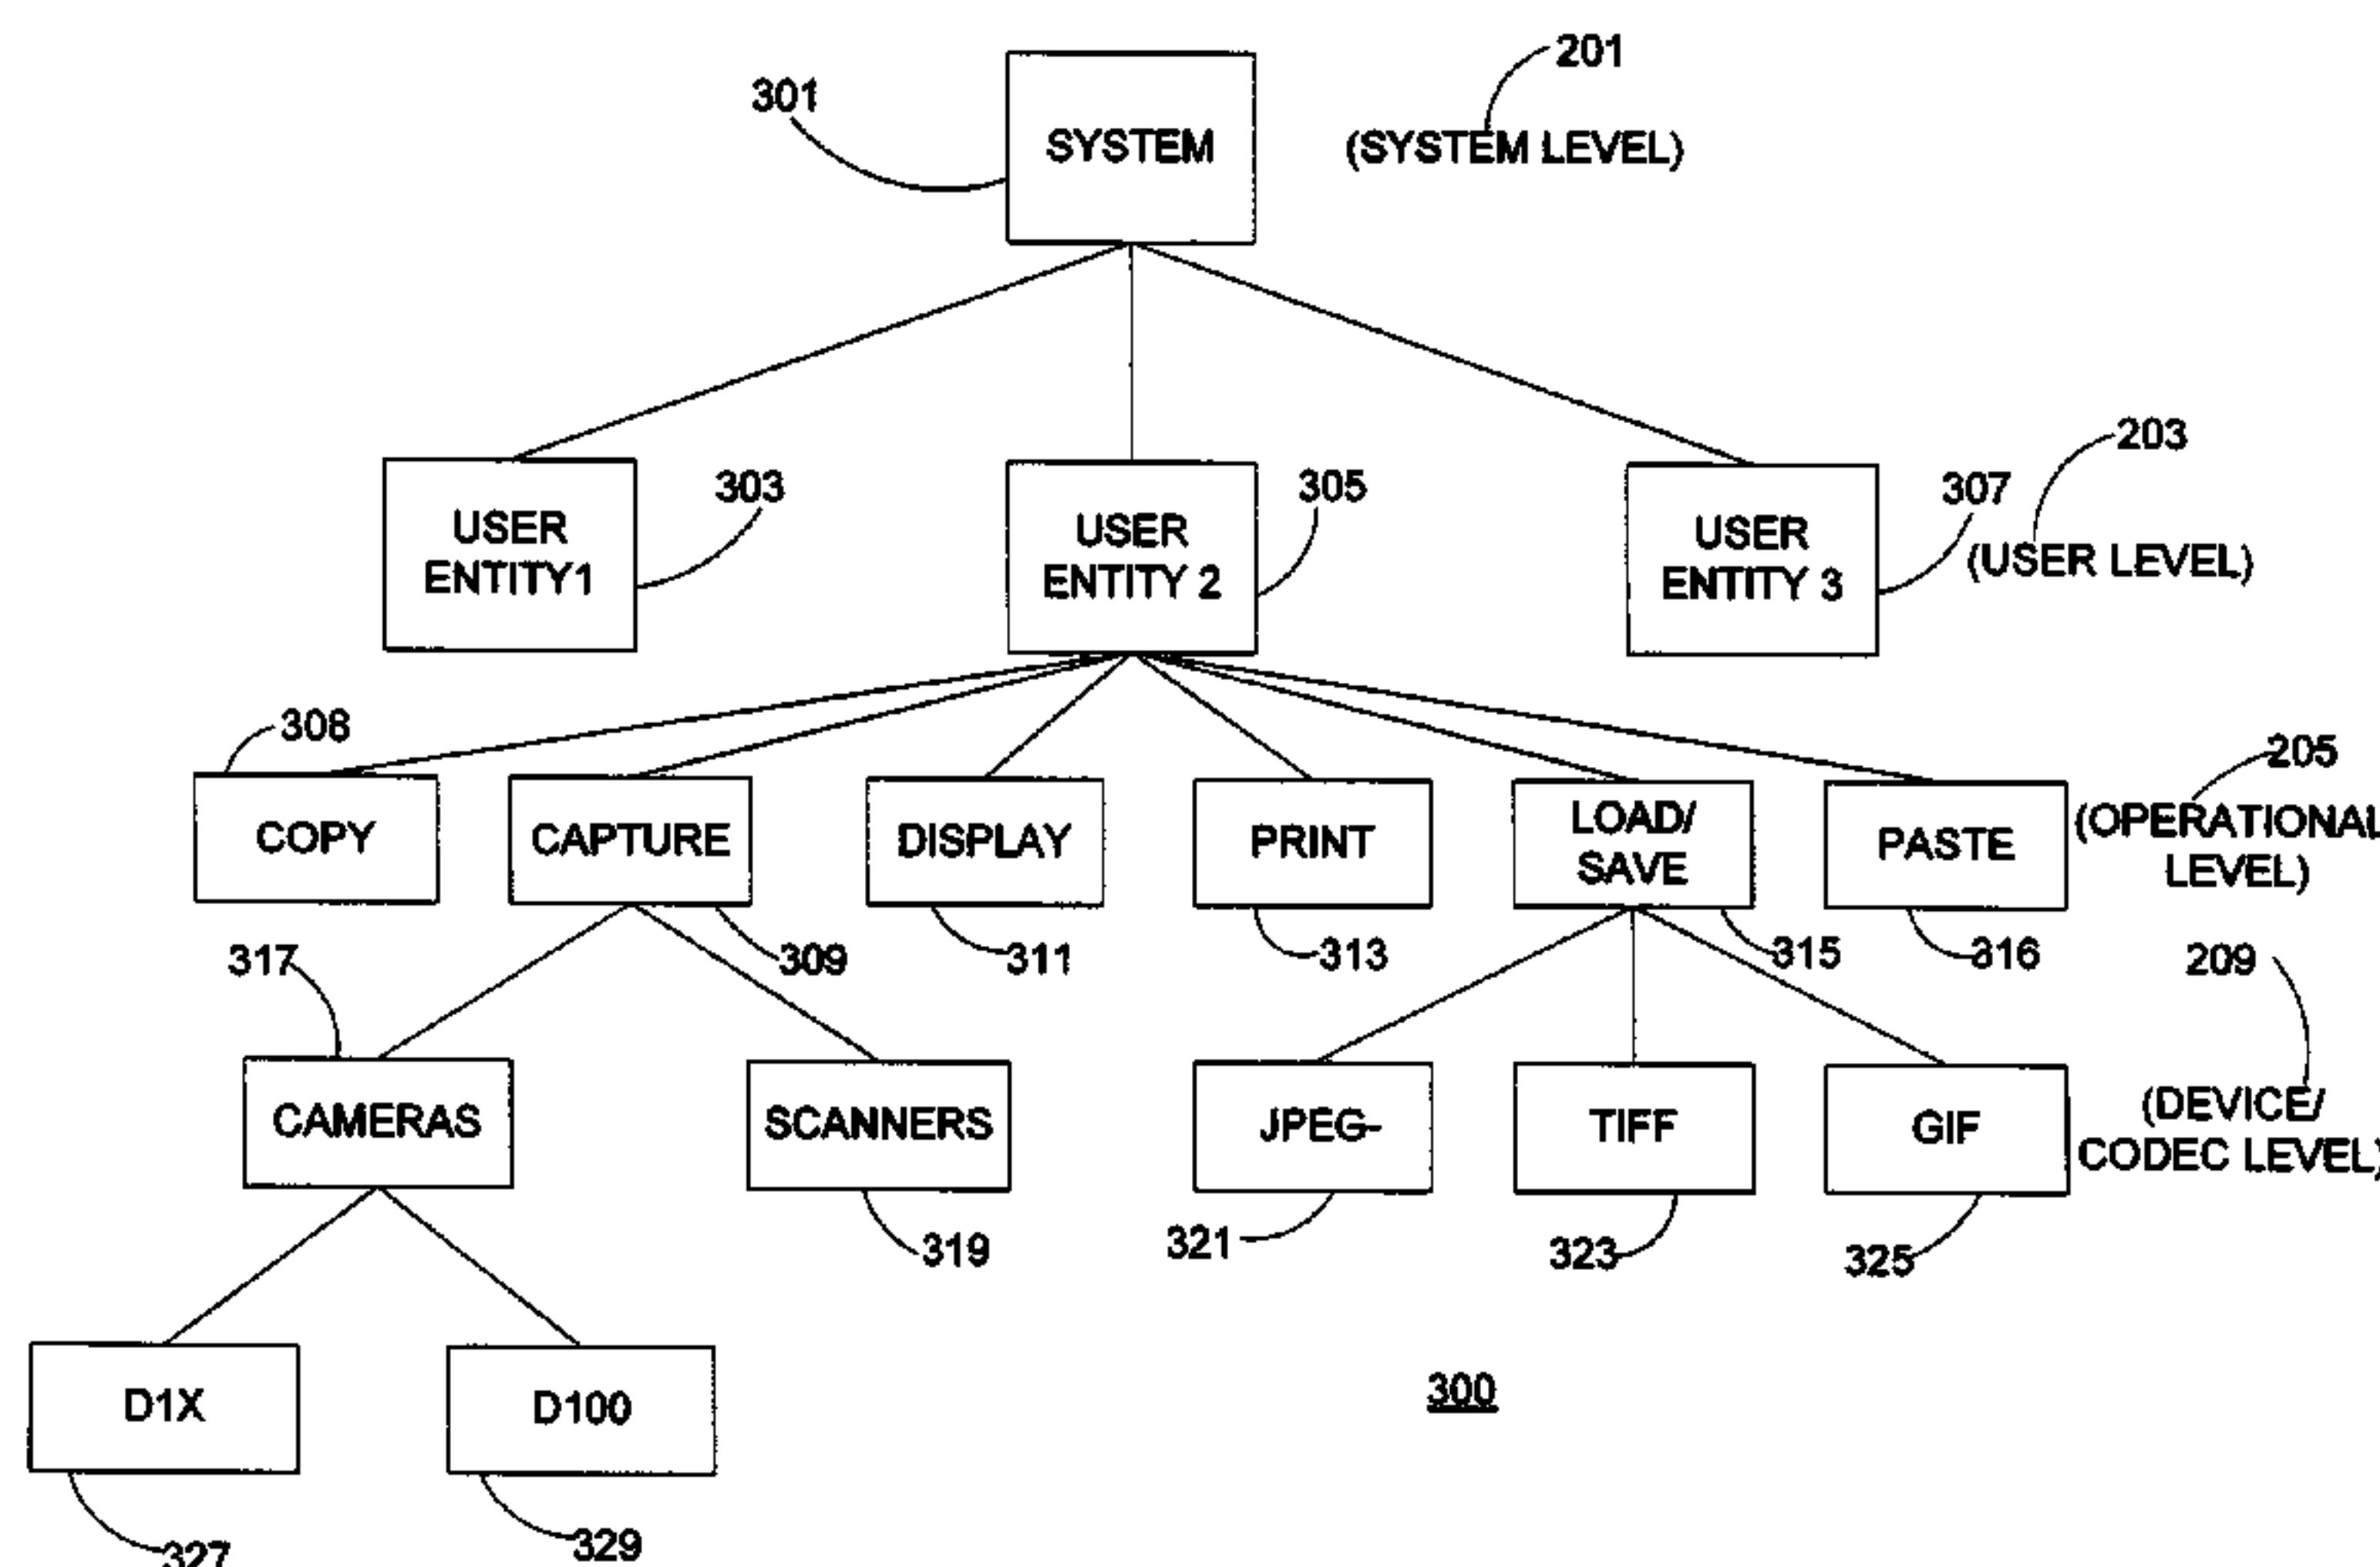 201
301
SYSTEM
(SYSTEM LEVEL)
203
303
305
307
USER
ENTITY1
USER
ENTITY 2
USER
ENTITY 3
(USER LEVEL)
308
205
COPY
CAPTURE
DISPLAY
PRINT
LOAD/
SAVE
PASTE
(OPERATIONAL
LEVEL)
317
309
311
313
315
316
209
CAMERAS
SCANNERS
JPEG-
TIFF
GIF
(DEVICE/
CODEC LEVEL)
319
321
323
325
D1X
D100
300
327
329